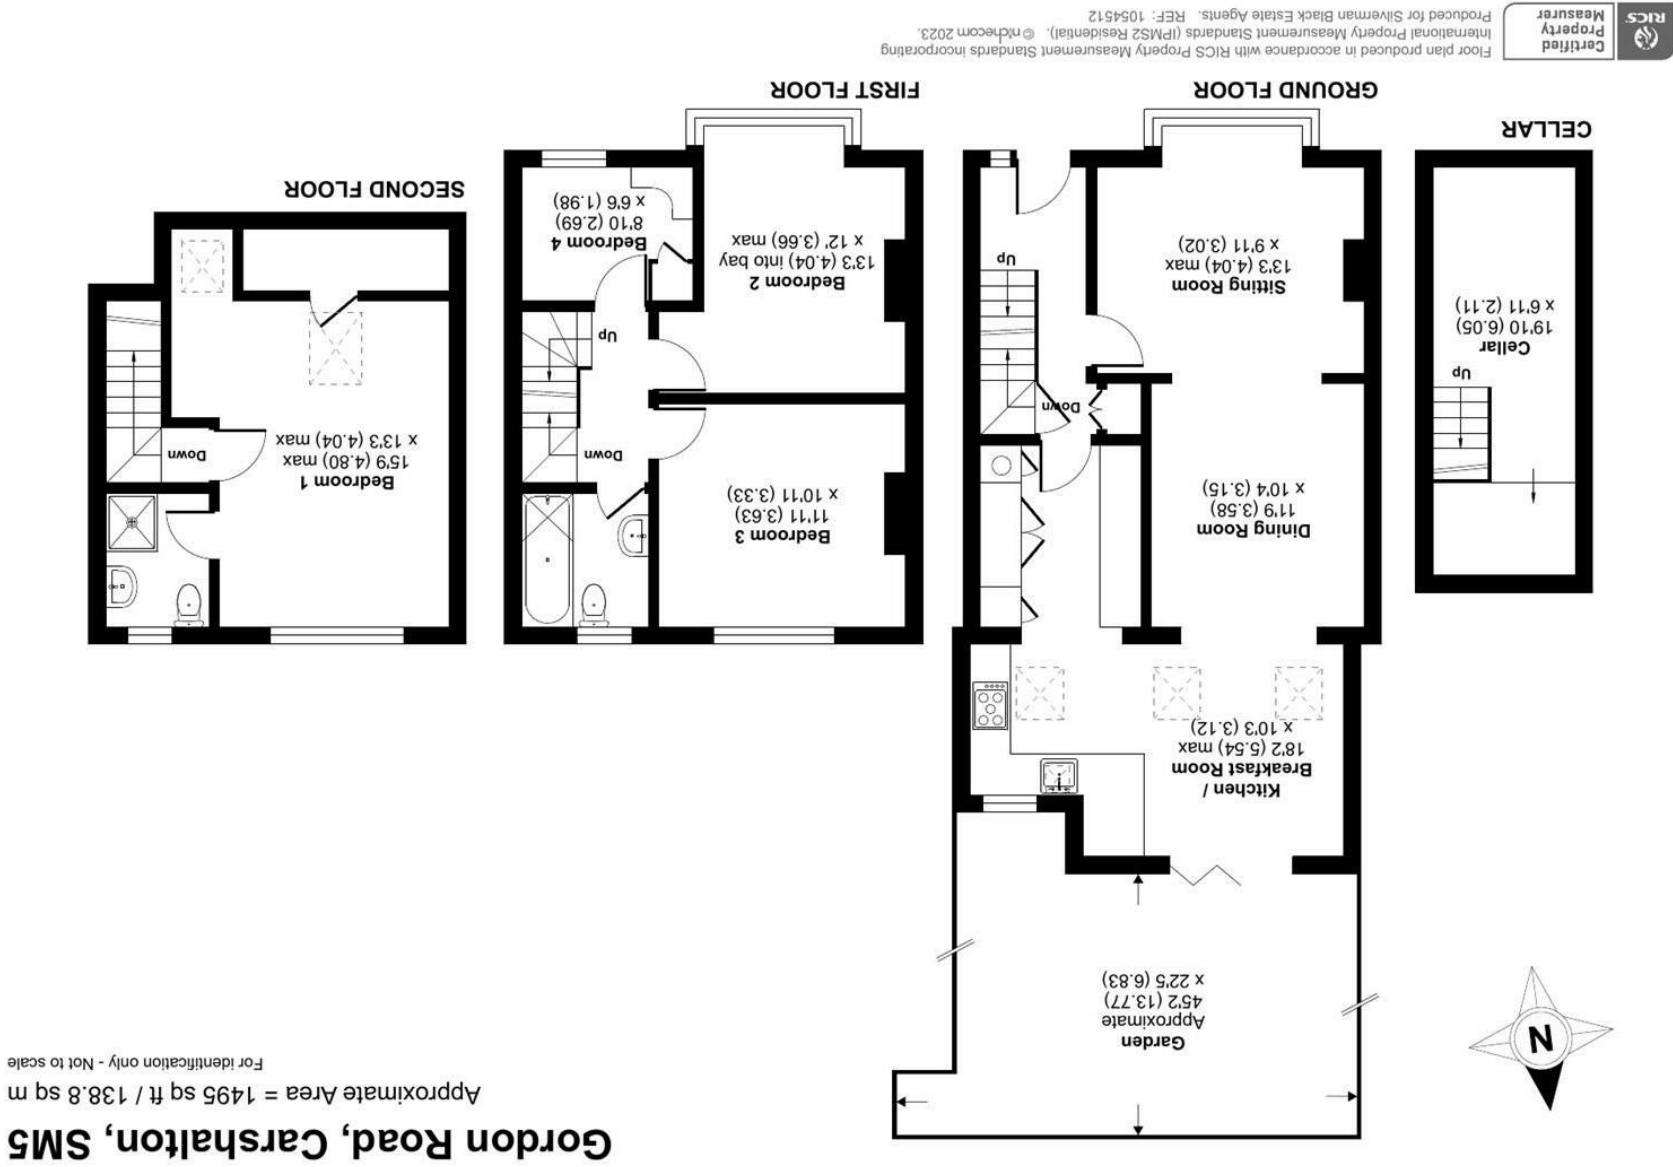 Gordon Road, Carshalton, SM5
Approximate Area = 1495 sq ft / 138.8 sq m
For identification only - Not to scale
N
Garden
Approximate
45'2 (13.77)
x 22'5 (6.83)
Kitchen /
Breakfast Room
18'2 (5.54) max
x 10'3 (3.12)
Dining Room
11'9 (3.58)
x 10'4 (3.15)
Down
Up
Sitting Room
13'3 (4.04) max
x 9'11 (3.02)
Up
Cellar
19'10 (6.05)
x 6'11 (2.11)
CELLAR
GROUND FLOOR
Bedroom 3
11'11 (3.63)
x 10'11 (3.33)
Down
Up
Bedroom 2
13'3 (4.04) into bay
x 12' (3.66) max
Bedroom 4
8'10 (2.69)
x 6'6 (1.98)
FIRST FLOOR
Bedroom 1
15'9 (4.80) max
x 13'3 (4.04) max
Down
SECOND FLOOR
RICS
Certified
Property
Measurer
Floor plan produced in accordance with RICS Property Measurement Standards incorporating
International Property Measurement Standards (IPMS2 Residential). © nichecom 2023.
Produced for Silverman Black Estate Agents. REF: 1054512